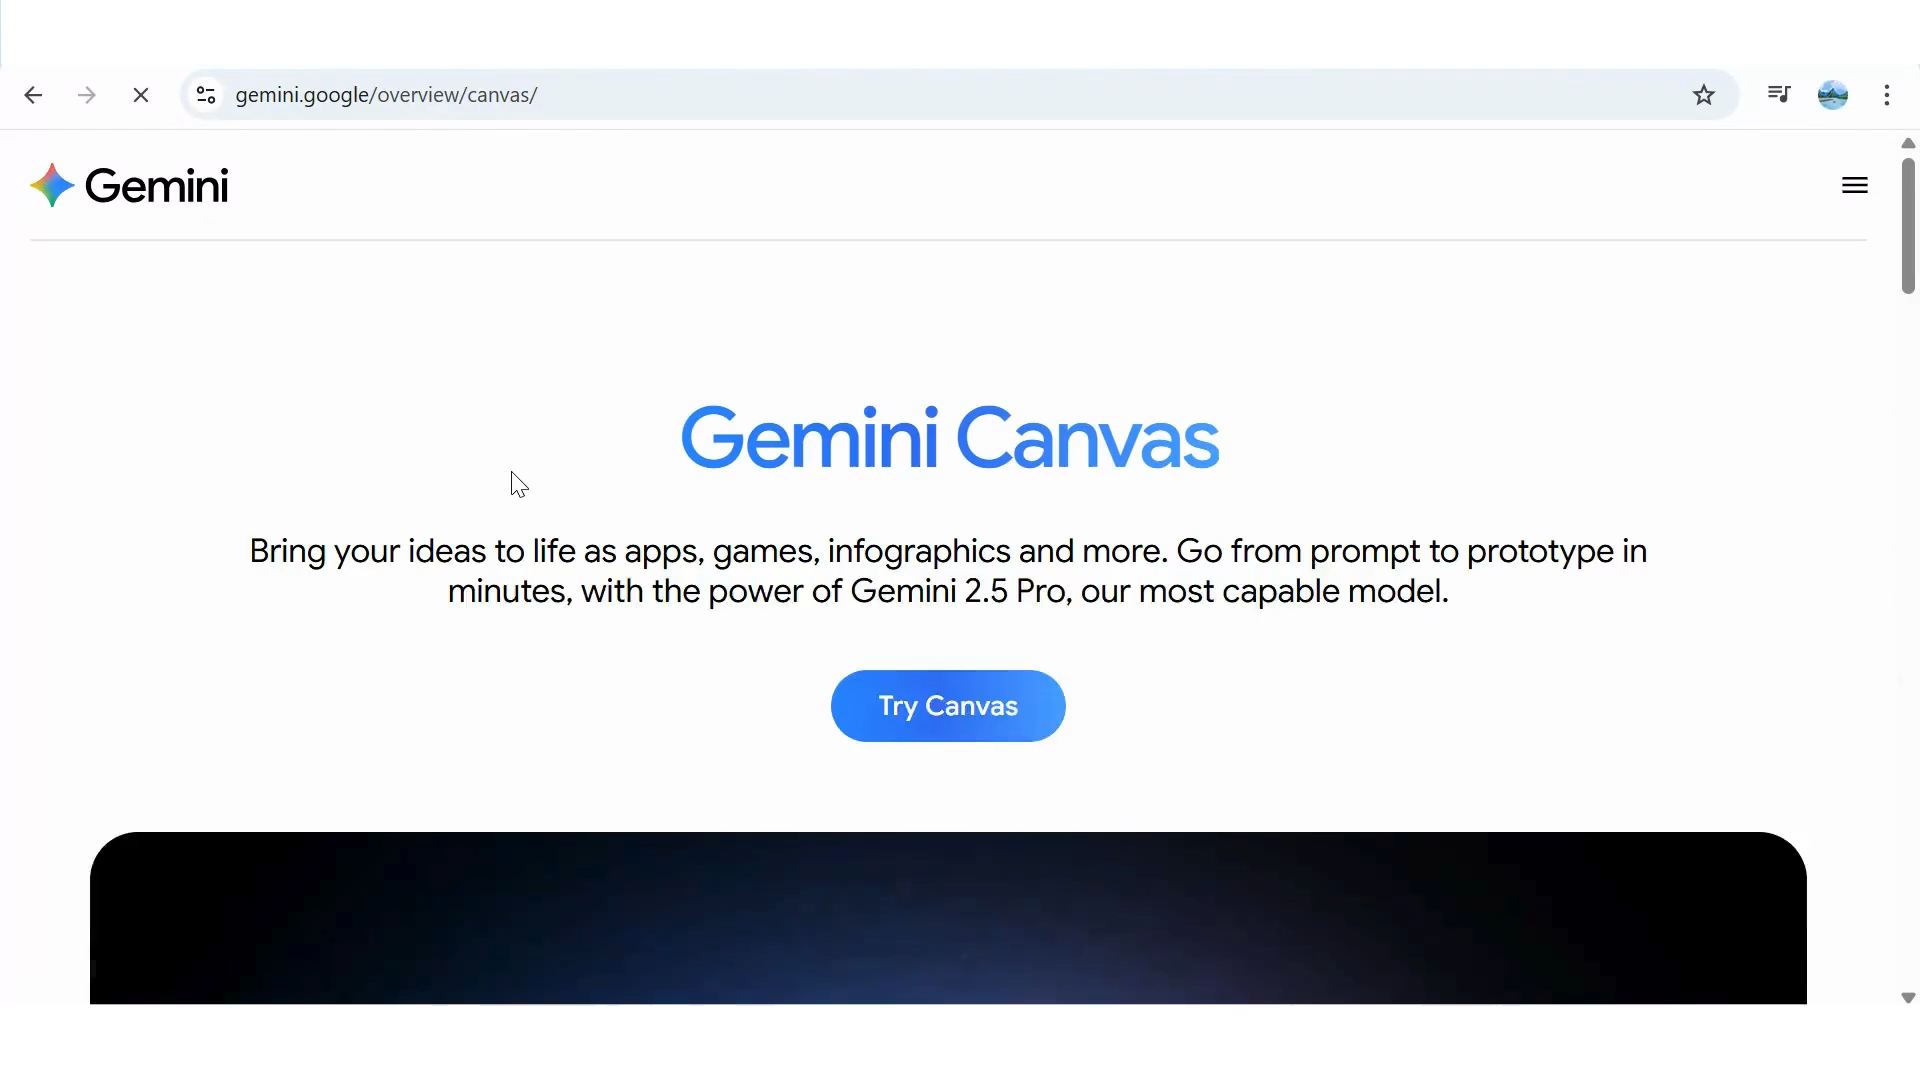 gemini.google/overview/canvas/
Gemini
Gemini Canvas
Bring your ideas to life as apps, games, infographics and more. Go from prompt to prototype in
minutes, with the power of Gemini 2.5 Pro, our most capable model.
Try Canvas